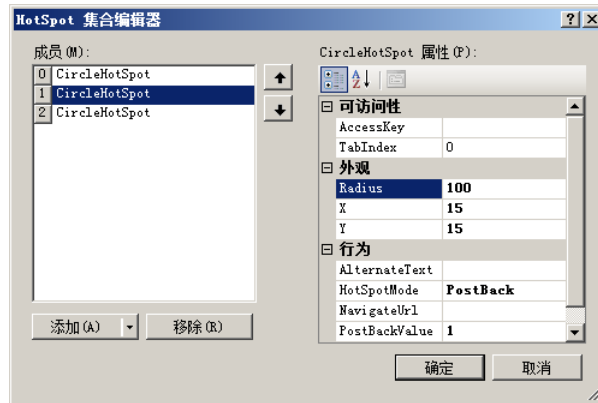 HotSpot 集合编辑器
成员(M):
0 CircleHotSpot
1 CircleHotSpot
2 CircleHotSpot
添加(A)
移除(R)
CircleHotSpot 属性(P):
可访问性
AccessKey
TabIndex 0
外观
Radius 100
X 15
Y 15
行为
AlternateText
HotSpotMode PostBack
NavigateUrl
PostBackValue 1
确定
取消